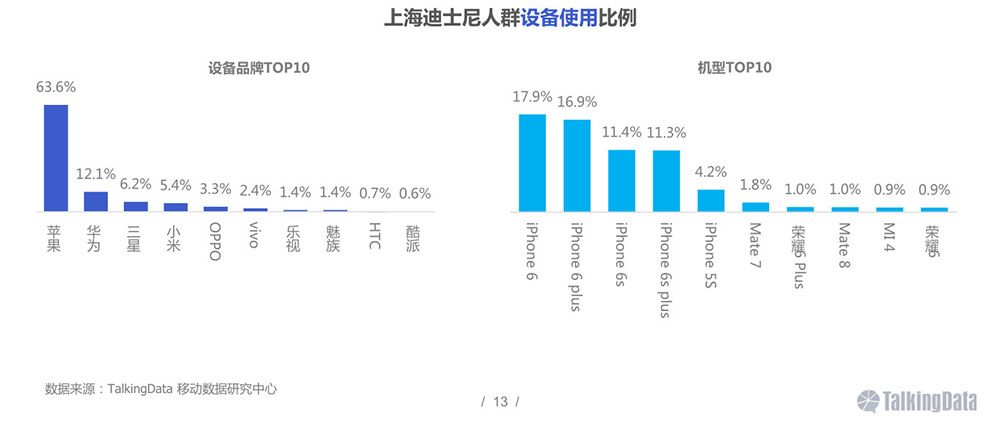 上海迪士尼人群设备使用比例
设备品牌TOP10
63.6%
12.1%
6.2%
5.4%
3.3%
2.4%
1.4%
1.4%
0.7%
0.6%
苹果
华为
三星
小米
OPPO
vivo
乐视
魅族
HTC
酷派
机型TOP10
17.9%
16.9%
11.4%
11.3%
4.2%
1.8%
1.0%
1.0%
0.9%
0.9%
iPhone 6
iPhone 6 plus
iPhone 6s
iPhone 6s plus
iPhone 5S
Mate 7
荣耀6 Plus
Mate 8
MI 4
荣耀6
数据来源：TalkingData 移动数据研究中心
/ 13 /
TalkingData